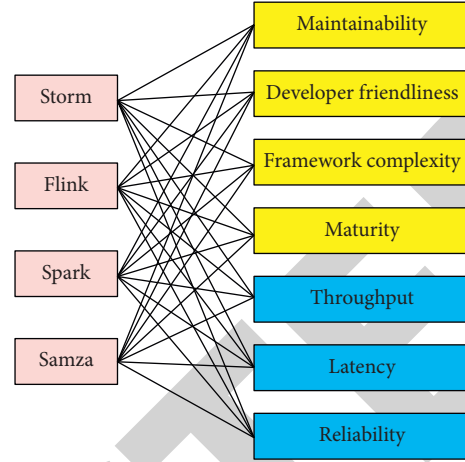 Maintainability
Developer friendliness
Framework complexity
Maturity
Throughput
Latency
Reliability
Storm
Flink
Spark
Samza